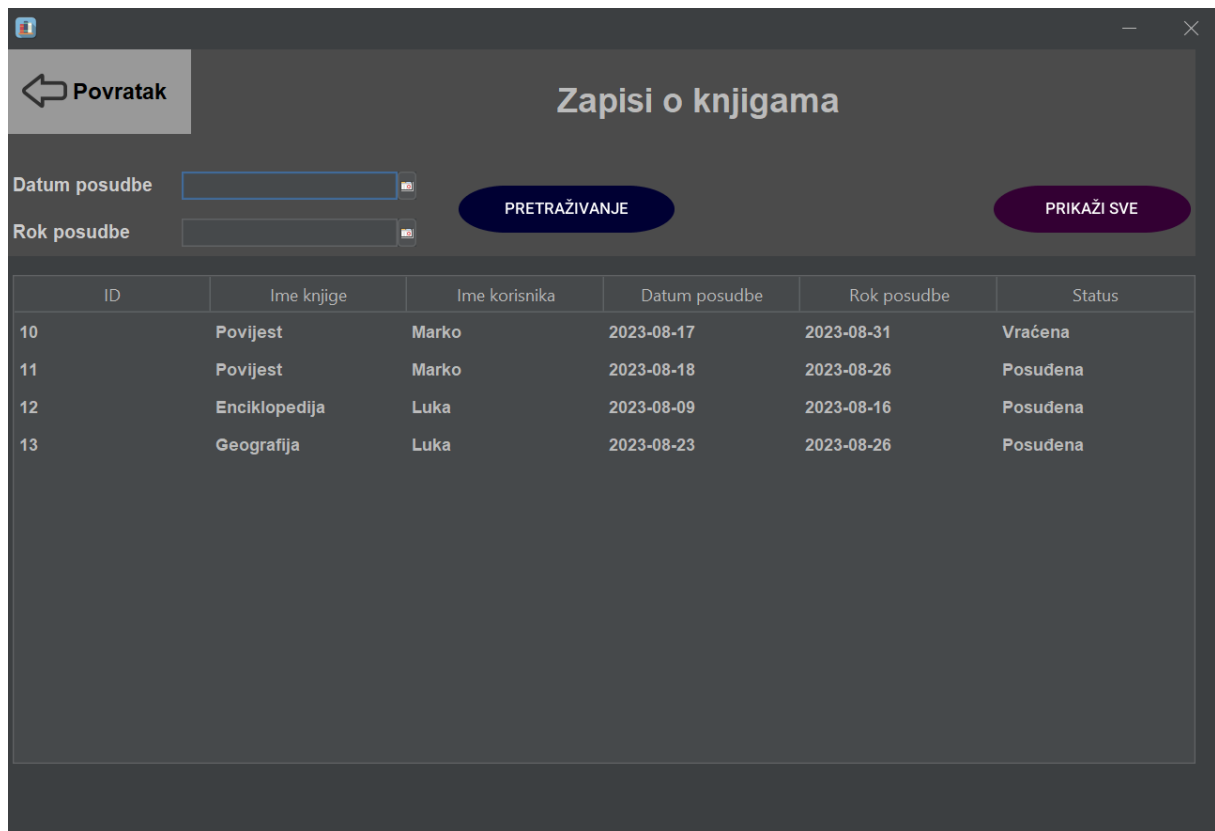 Povratak
Zapisi o knjigama
Datum posudbe
Rok posudbe
PRETRAŽIVANJE
PRIKAŽI SVE
ID Ime knjige Ime korisnika Datum posudbe Rok posudbe Status
10 Povijest Marko 2023-08-17 2023-08-31 Vraćena
11 Povijest Marko 2023-08-18 2023-08-26 Posuđena
12 Enciklopedija Luka 2023-08-09 2023-08-16 Posuđena
13 Geografija Luka 2023-08-23 2023-08-26 Posuđena